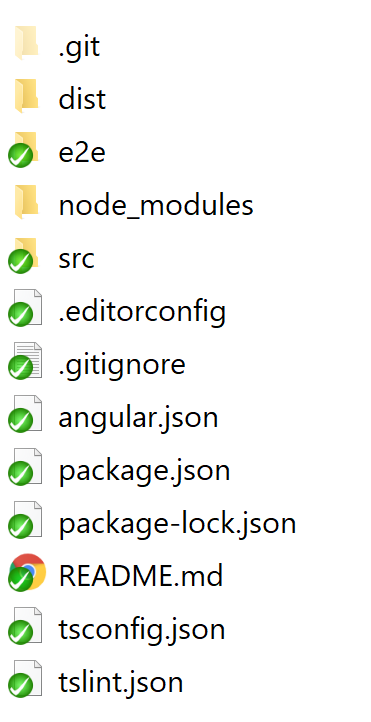 .git
dist
e2e
node_modules
src
.editorconfig
.gitignore
angular.json
package.json
package-lock.json
README.md
tsconfig.json
tslint.json